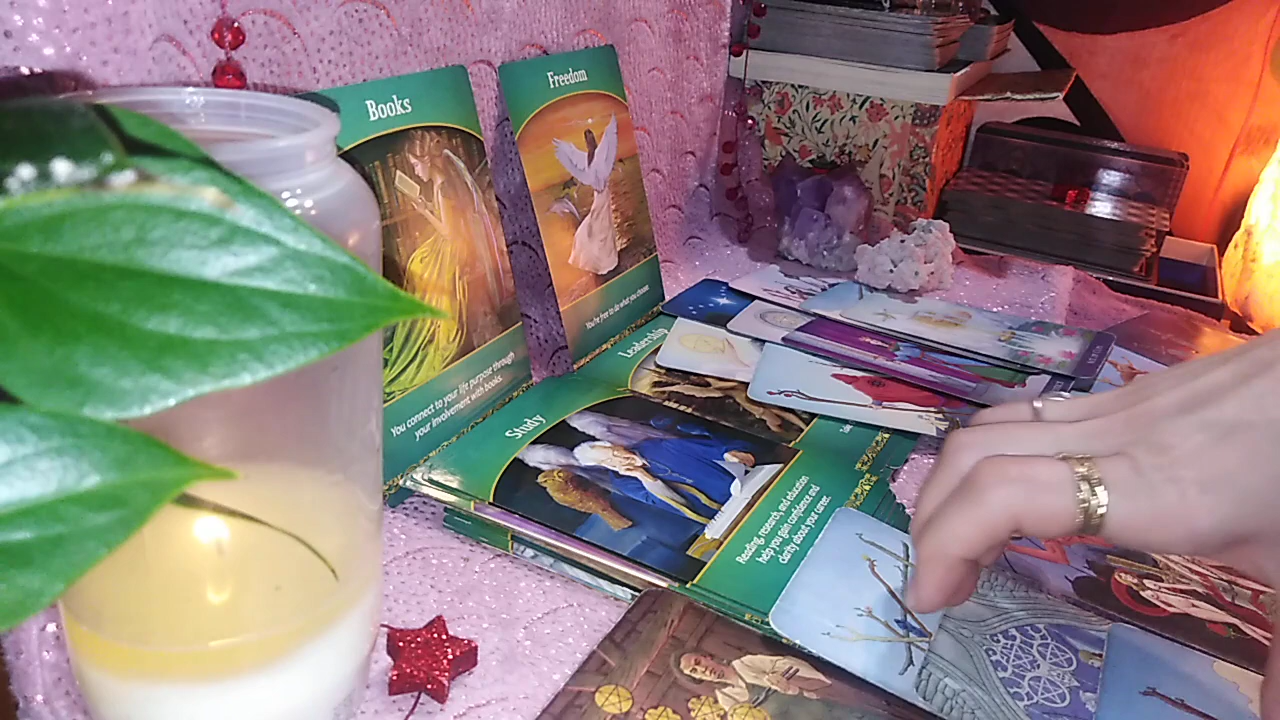 Books
You connect to your life purpose through
your involvement with books.
Freedom
You're free to do what you choose.
Leadership
Study
Reading, research, and education
help you gain confidence and
clarity about your career.